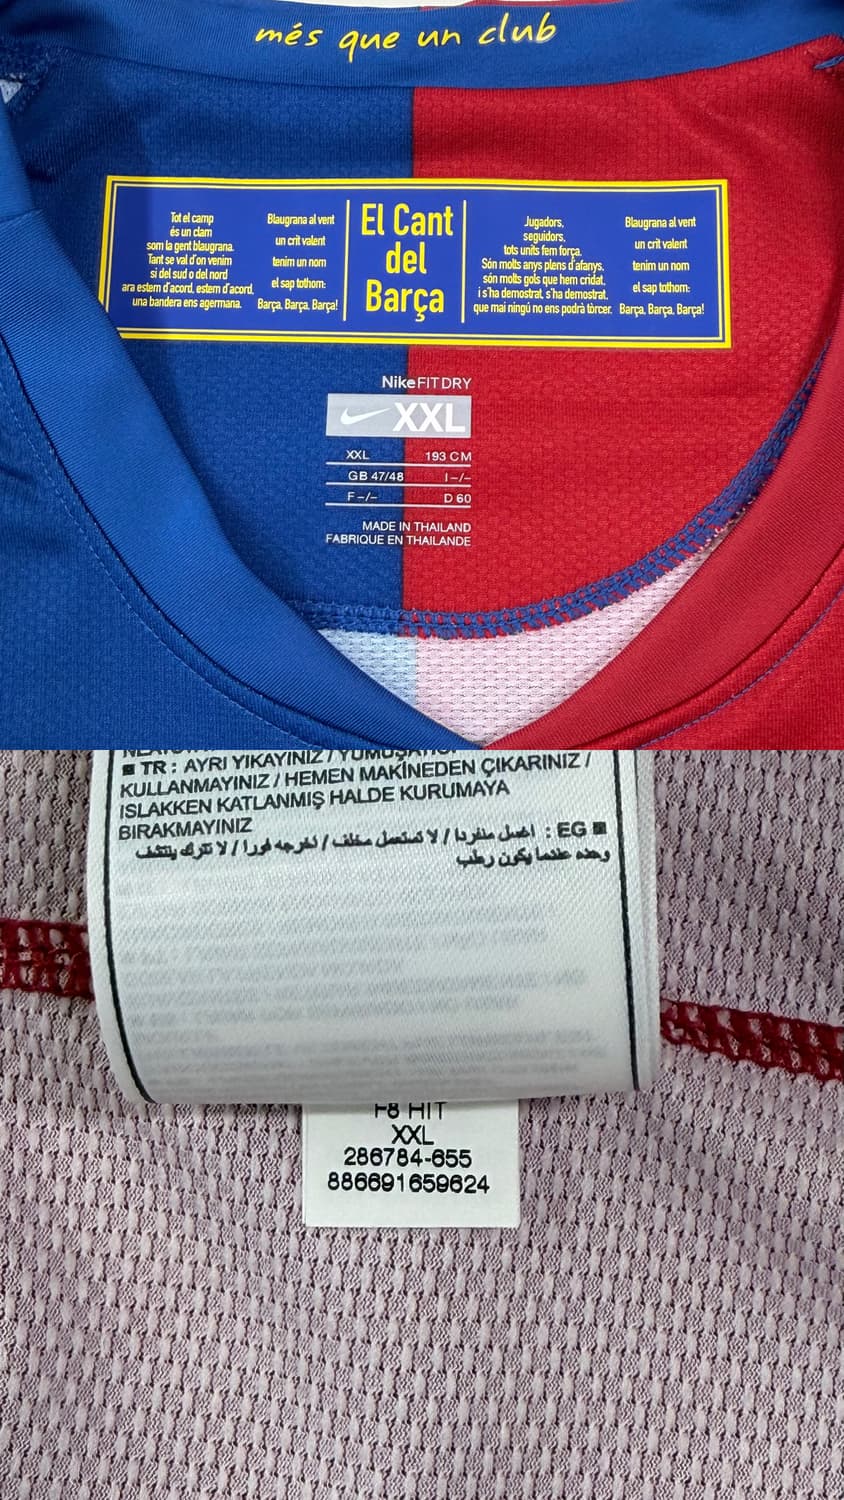 més que un club
Tot el camp
és un clam
som la gent blaugrana.
Tant se val d'on venim
si del sud o del nord
ara estem d'acord, estem d'acord,
una bandera ens agermana.
Blaugrana al vent
un crit valent
tenim un nom
el sap tothom:
Barça, Barça, Barça!
El Cant
del
Barça
Jugadors,
seguidors,
tots units fem força.
Són molts anys plens d'afanys,
són molts gols que hem cridat,
i s'ha demostrat, s'ha demostrat,
que mai ningú no ens podrà tòrcer.
Blaugrana al vent
un crit valent
tenim un nom
el sap tothom:
Barça, Barça, Barça!
NikeFIT DRY
XXL
XXL 193 CM
GB 47/48 I -/-
F -/- D 60
MADE IN THAILAND
FABRIQUE EN THAILANDE
■ TR : AYRI YIKAYINIZ / YUMUŞATICI
KULLANMAYINIZ / HEMEN MAKİNEDEN ÇIKARINIZ /
ISLAKKEN KATLANMIŞ HALDE KURUMAYA
BIRAKMAYINIZ
■ EG : اغسل منفردا / لا تستعمل مخلف / أخرجه فورا / لا تترك يلتفف
وهذه عندما يكون رطب
F8 HIT
XXL
286784-655
886691659624